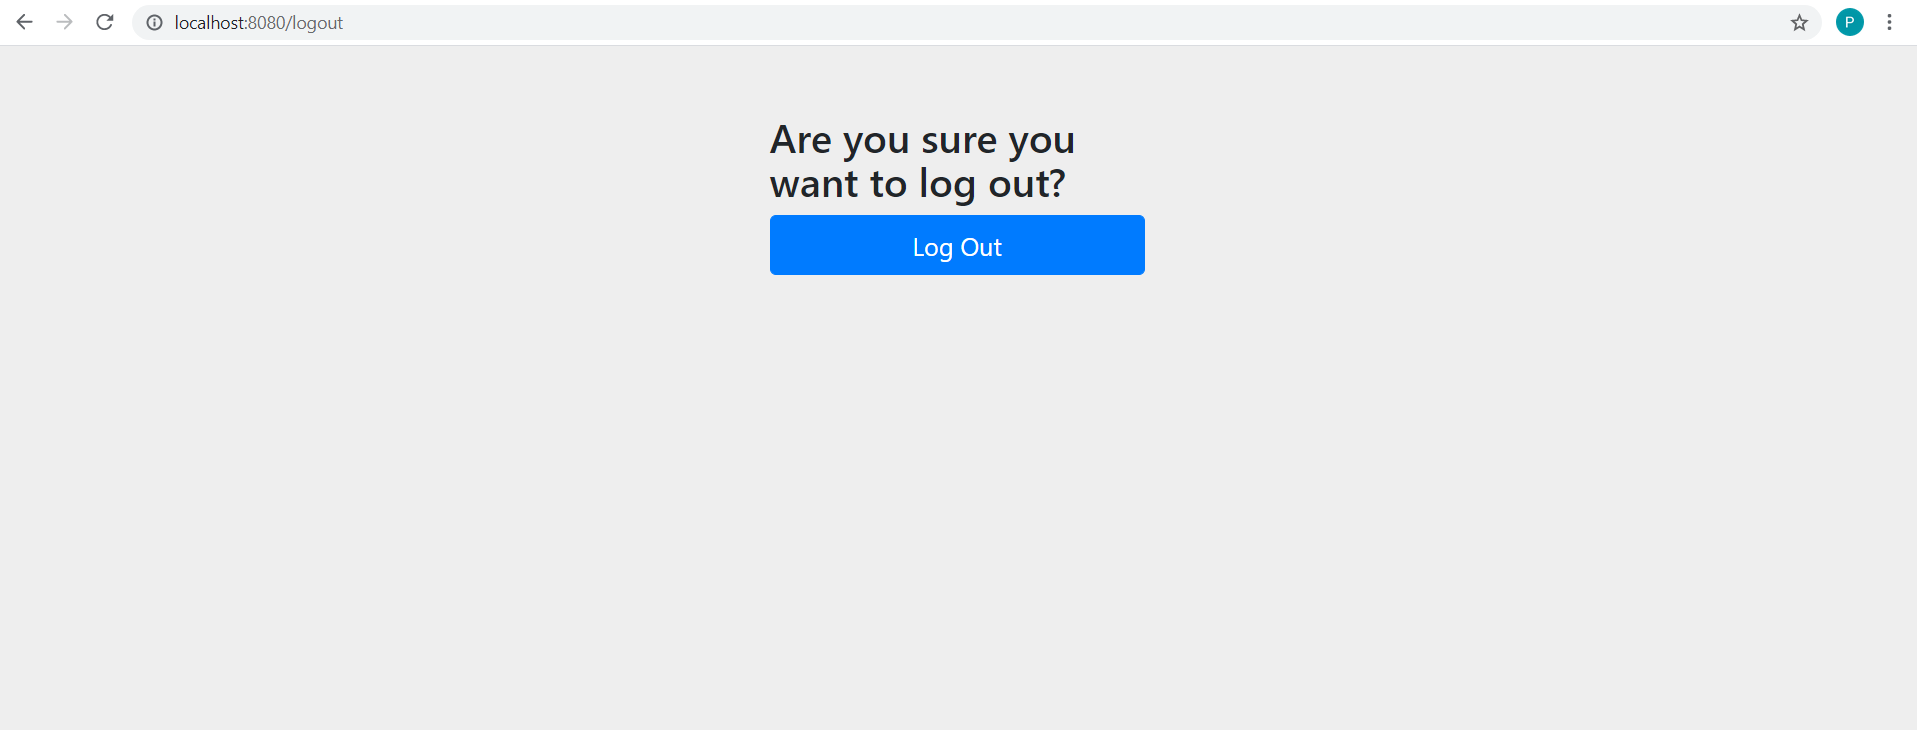 localhost:8080/logout
P
Are you sure you
want to log out?
Log Out